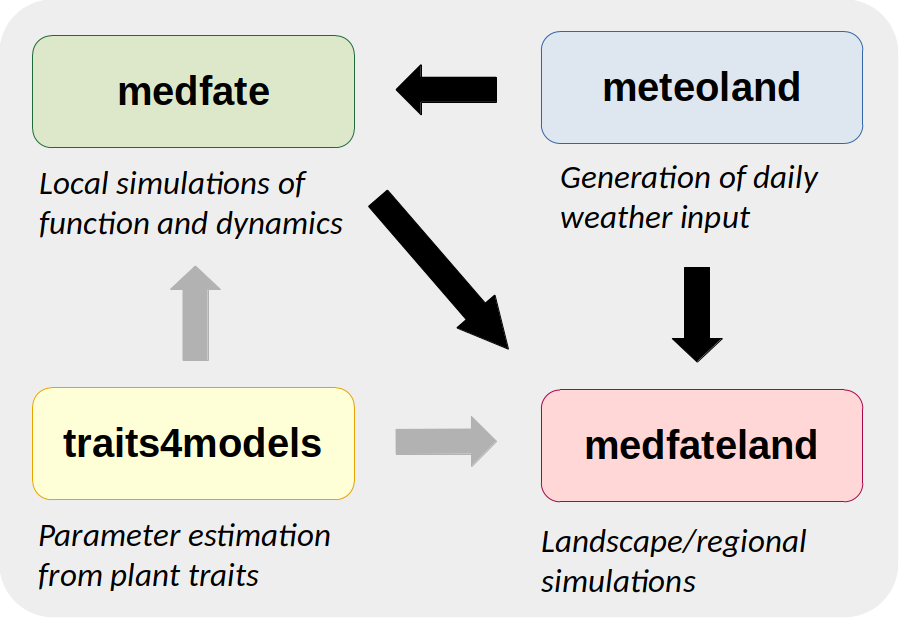 medfate
Local simulations of
function and dynamics
meteoland
Generation of daily
weather input
traits4models
Parameter estimation
from plant traits
medfateland
Landscape/regional
simulations